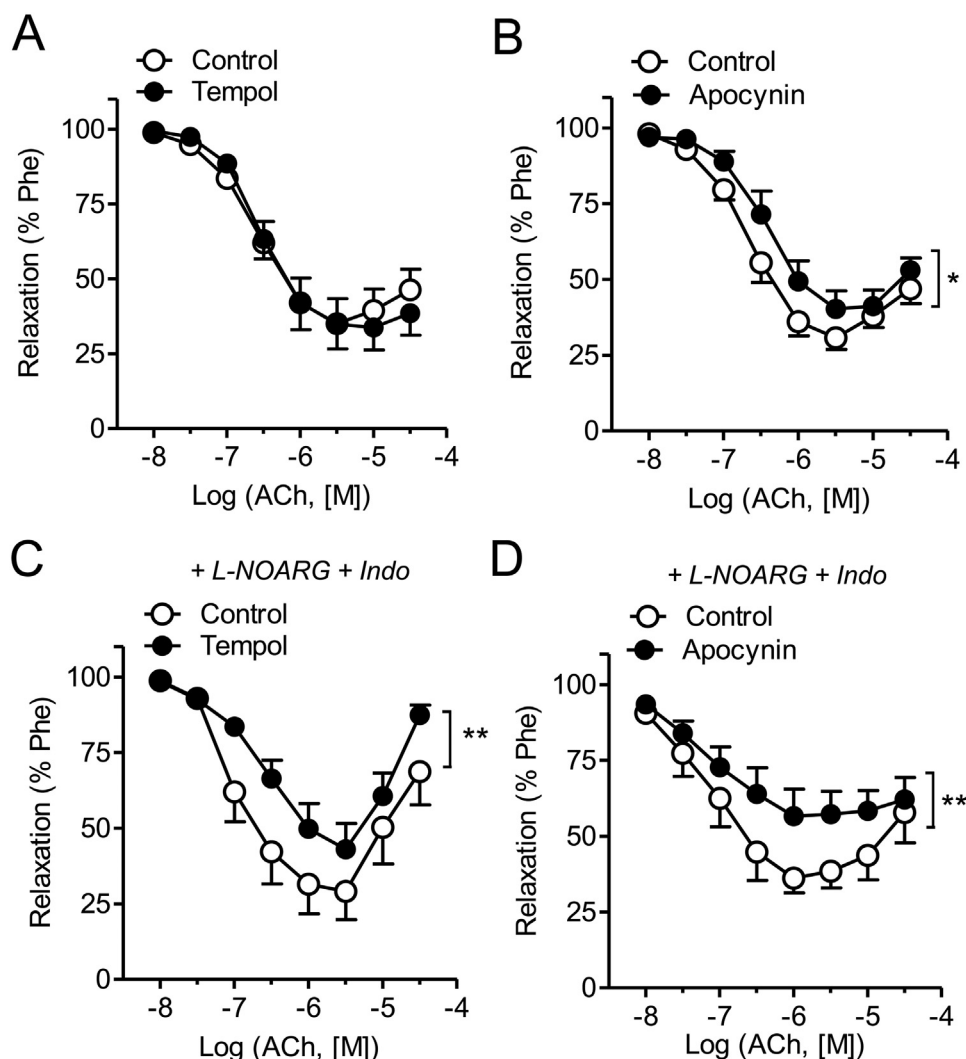 A
Control
Tempol
Relaxation (% Phe)
100
75
50
25
0
-8 -7 -6 -5 -4
Log (ACh, [M])
B
Control
Apocynin
Relaxation (% Phe)
100
75
50
25
0
*
-8 -7 -6 -5 -4
Log (ACh, [M])
C
+ L-NOARG + Indo
Control
Tempol
Relaxation (% Phe)
100
75
50
25
0
**
-8 -7 -6 -5 -4
Log (ACh, [M])
D
+ L-NOARG + Indo
Control
Apocynin
Relaxation (% Phe)
100
75
50
25
0
**
-8 -7 -6 -5 -4
Log (ACh, [M])